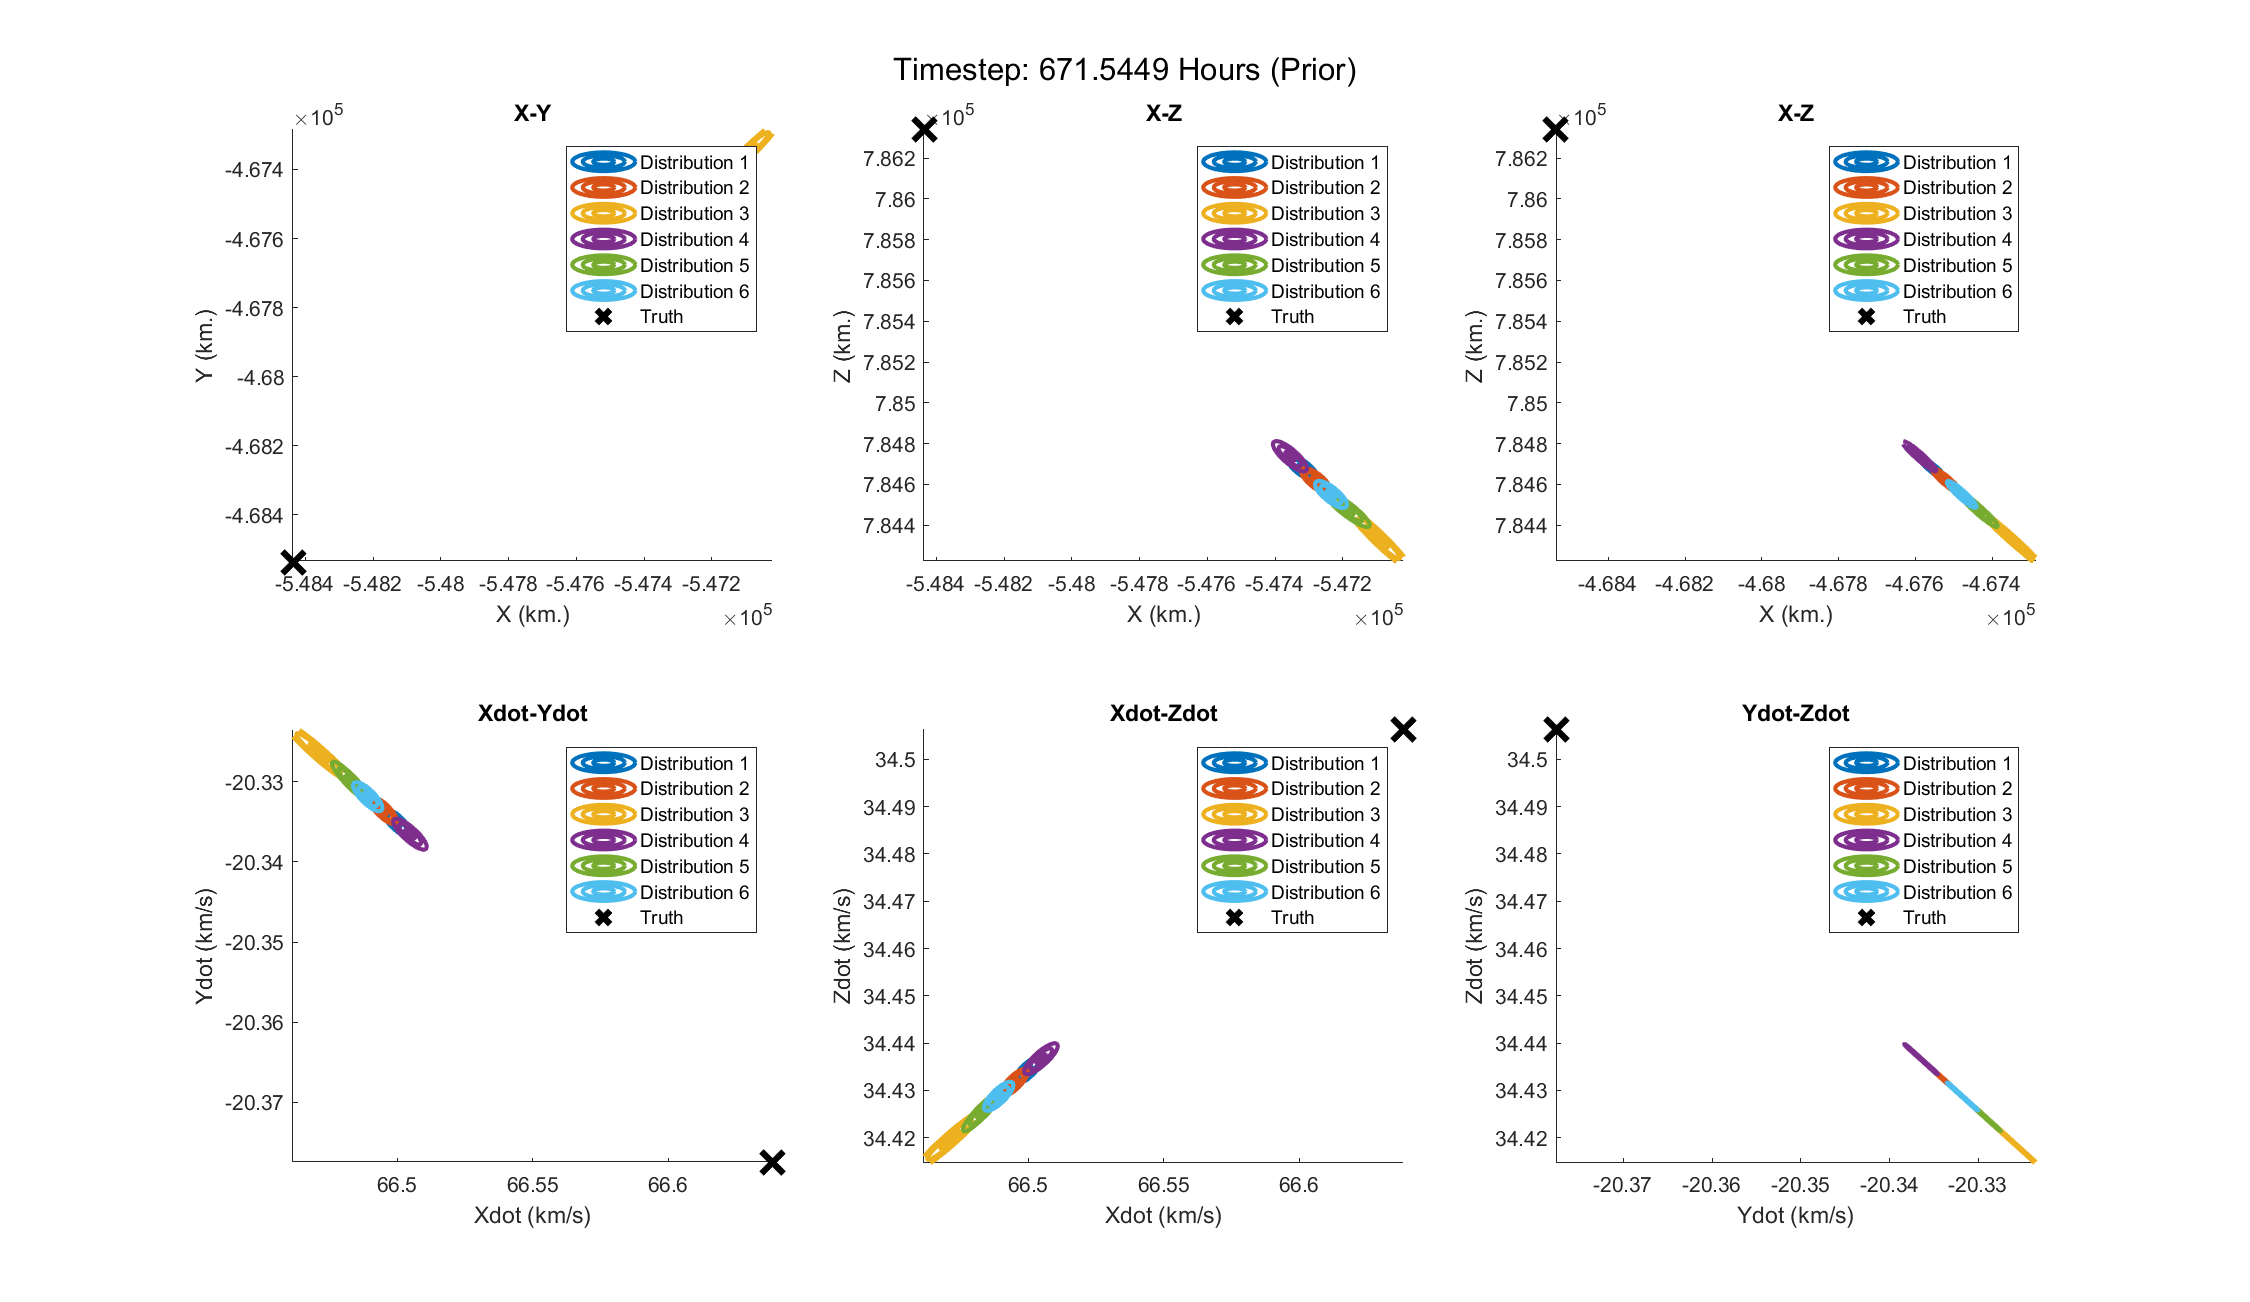 Timestep: 671.5449 Hours (Prior)
X-Y
×10^5
-4.674
-4.676
-4.678
-4.68
-4.682
-4.684
Y (km.)
Distribution 1
Distribution 2
Distribution 3
Distribution 4
Distribution 5
Distribution 6
Truth
-5.484 -5.482 -5.48 -5.478 -5.476 -5.474 -5.472
X (km.)
×10^5
X-Z
×10^5
7.862
7.86
7.858
7.856
7.854
7.852
7.85
7.848
7.846
7.844
Z (km.)
Distribution 1
Distribution 2
Distribution 3
Distribution 4
Distribution 5
Distribution 6
Truth
-5.484 -5.482 -5.48 -5.478 -5.476 -5.474 -5.472
X (km.)
×10^5
X-Z
×10^5
7.862
7.86
7.858
7.856
7.854
7.852
7.85
7.848
7.846
7.844
Z (km.)
Distribution 1
Distribution 2
Distribution 3
Distribution 4
Distribution 5
Distribution 6
Truth
-4.684 -4.682 -4.68 -4.678 -4.676 -4.674
X (km.)
×10^5
Xdot-Ydot
-20.33
-20.34
-20.35
-20.36
-20.37
Ydot (km/s)
Distribution 1
Distribution 2
Distribution 3
Distribution 4
Distribution 5
Distribution 6
Truth
66.5 66.55 66.6
Xdot (km/s)
Xdot-Zdot
34.5
34.49
34.48
34.47
34.46
34.45
34.44
34.43
34.42
Zdot (km/s)
Distribution 1
Distribution 2
Distribution 3
Distribution 4
Distribution 5
Distribution 6
Truth
66.5 66.55 66.6
Xdot (km/s)
Ydot-Zdot
34.5
34.49
34.48
34.47
34.46
34.45
34.44
34.43
34.42
Zdot (km/s)
Distribution 1
Distribution 2
Distribution 3
Distribution 4
Distribution 5
Distribution 6
Truth
-20.37 -20.36 -20.35 -20.34 -20.33
Ydot (km/s)